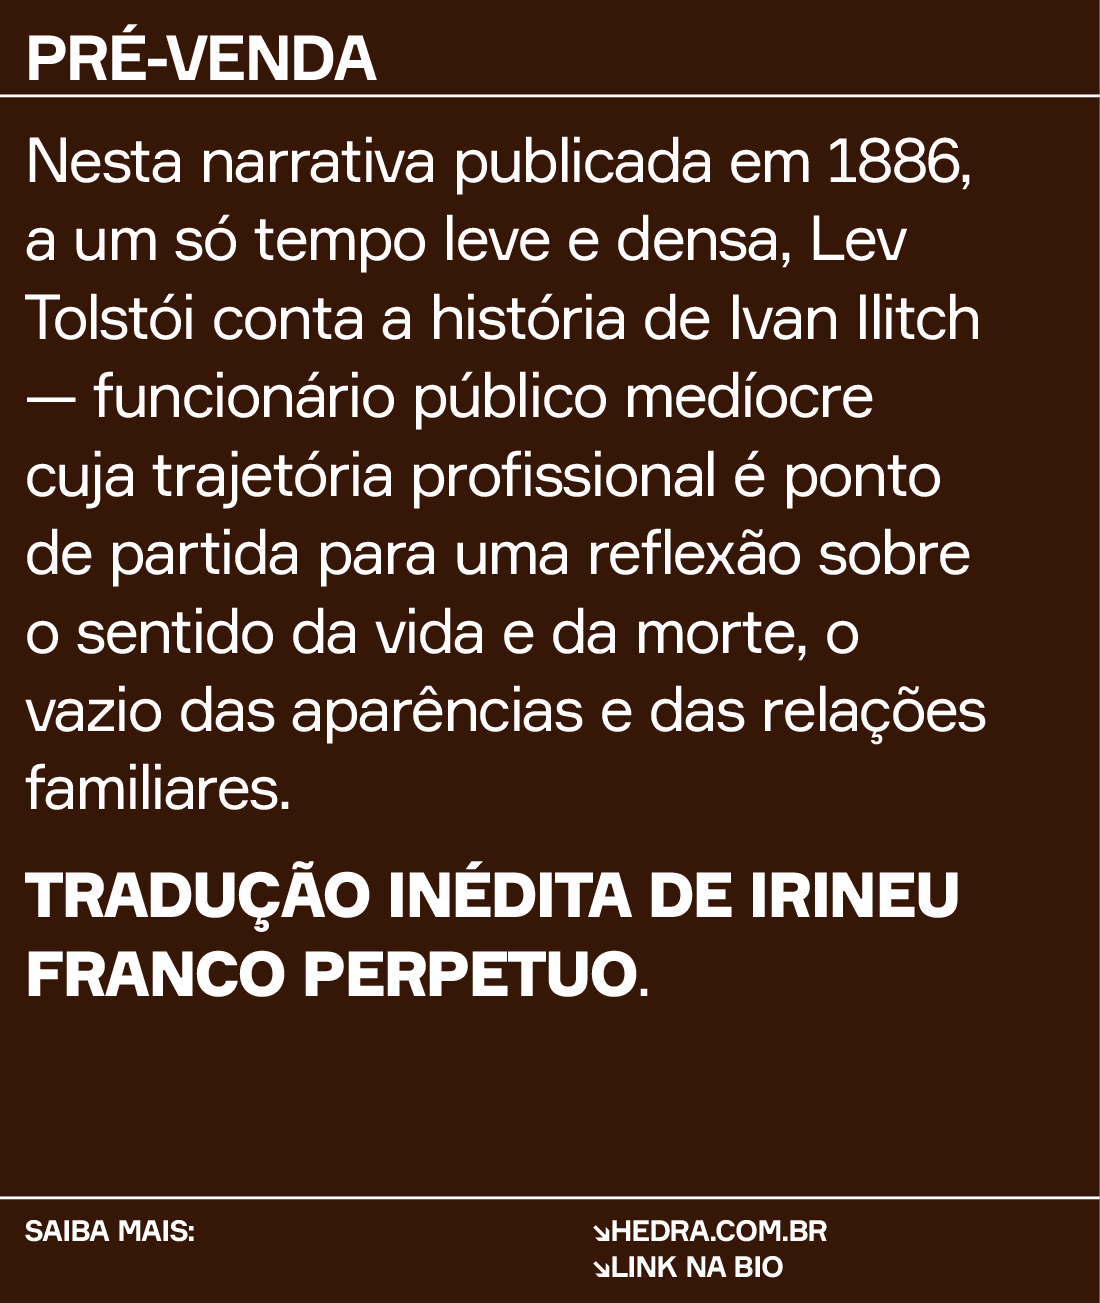 PRÉ-VENDA
Nesta narrativa publicada em 1886,
a um só tempo leve e densa, Lev
Tolstói conta a história de Ivan Ilitch
— funcionário público medíocre
cuja trajetória profissional é ponto
de partida para uma reflexão sobre
o sentido da vida e da morte, o
vazio das aparências e das relações
familiares.
TRADUÇÃO INÉDITA DE IRINEU
FRANCO PERPETUO.
SAIBA MAIS:
↘HEDRA.COM.BR
↘LINK NA BIO